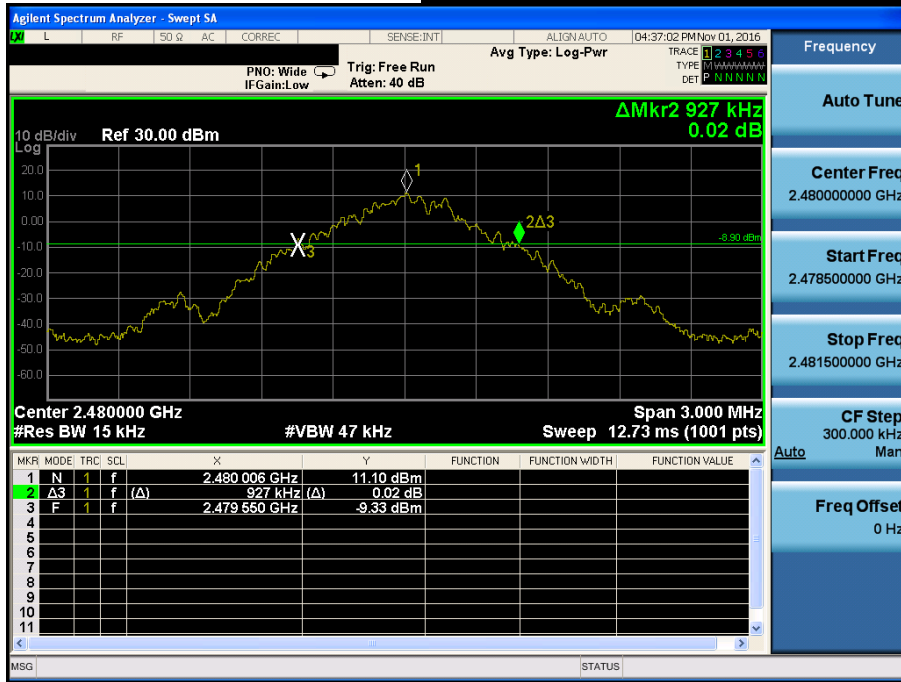 Agilent Spectrum Analyzer - Swept SA
LXI L RF 50 Ω AC CORREC SENSE:INT ALIGNAUTO 04:37:02 PM Nov 01, 2016
Avg Type: Log-Pwr TRACE 1 2 3 4 5 6
PNO: Wide Trig: Free Run TYPE M WWWWW
IFGain:Low Atten: 40 dB DET P N N N N N
ΔMkr2 927 kHz
0.02 dB
10 dB/div Ref 30.00 dBm
Log
20.0
10.0
0.00
-10.0
-20.0
-30.0
-40.0
-50.0
-60.0
1
2Δ3
3
-8.90 dBm
Center 2.480000 GHz Span 3.000 MHz
#Res BW 15 kHz #VBW 47 kHz Sweep 12.73 ms (1001 pts)
MKR MODE TRC SCL X Y FUNCTION FUNCTION WIDTH FUNCTION VALUE
1 N 1 f 2.480 006 GHz 11.10 dBm
2 Δ3 1 f (Δ) 927 kHz (Δ) 0.02 dB
3 F 1 f 2.479 550 GHz -9.33 dBm
4
5
6
7
8
9
10
11
MSG STATUS
Frequency
Auto Tune
Center Freq
2.480000000 GHz
Start Freq
2.478500000 GHz
Stop Freq
2.481500000 GHz
CF Step
300.000 kHz
Auto Man
Freq Offset
0 Hz